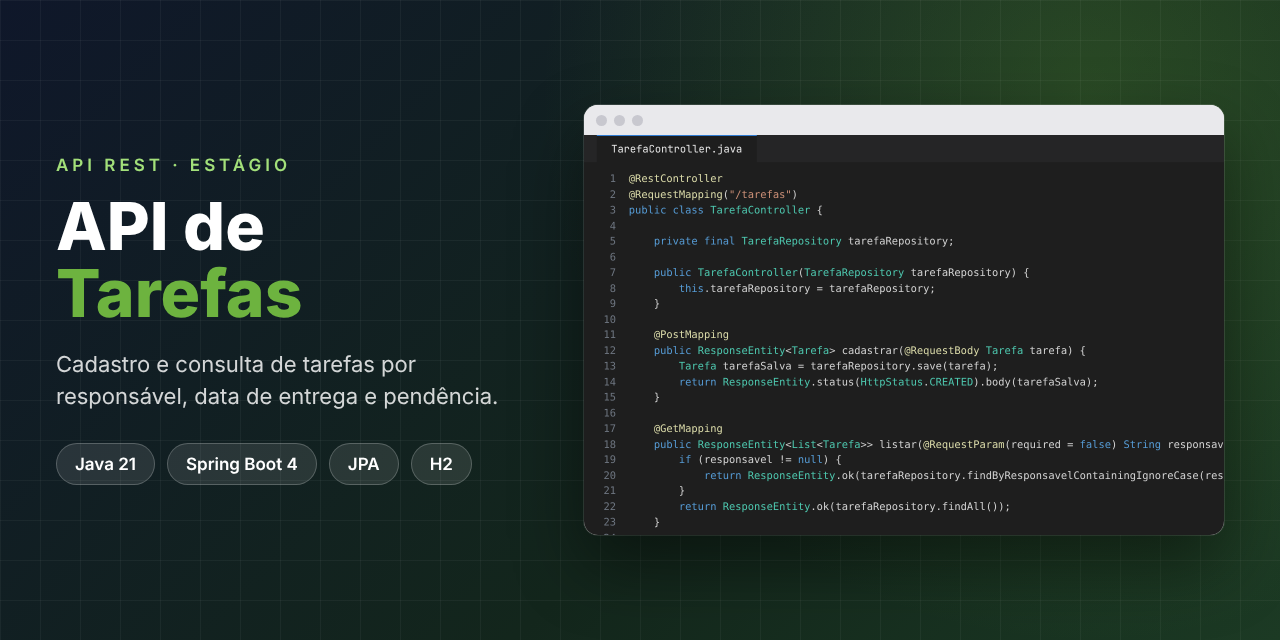 API REST · ESTÁGIO
API de
Tarefas
Cadastro e consulta de tarefas por
responsável, data de entrega e pendência.
Java 21
Spring Boot 4
JPA
H2
TarefaController.java
1 @RestController
2 @RequestMapping("/tarefas")
3 public class TarefaController {
4
5     private final TarefaRepository tarefaRepository;
6
7     public TarefaController(TarefaRepository tarefaRepository) {
8         this.tarefaRepository = tarefaRepository;
9     }
10
11     @PostMapping
12     public ResponseEntity<Tarefa> cadastrar(@RequestBody Tarefa tarefa) {
13         Tarefa tarefaSalva = tarefaRepository.save(tarefa);
14         return ResponseEntity.status(HttpStatus.CREATED).body(tarefaSalva);
15     }
16
17     @GetMapping
18     public ResponseEntity<List<Tarefa>> listar(@RequestParam(required = false) String responsav
19         if (responsavel != null) {
20             return ResponseEntity.ok(tarefaRepository.findByResponsavelContainingIgnoreCase(res
21         }
22         return ResponseEntity.ok(tarefaRepository.findAll());
23     }